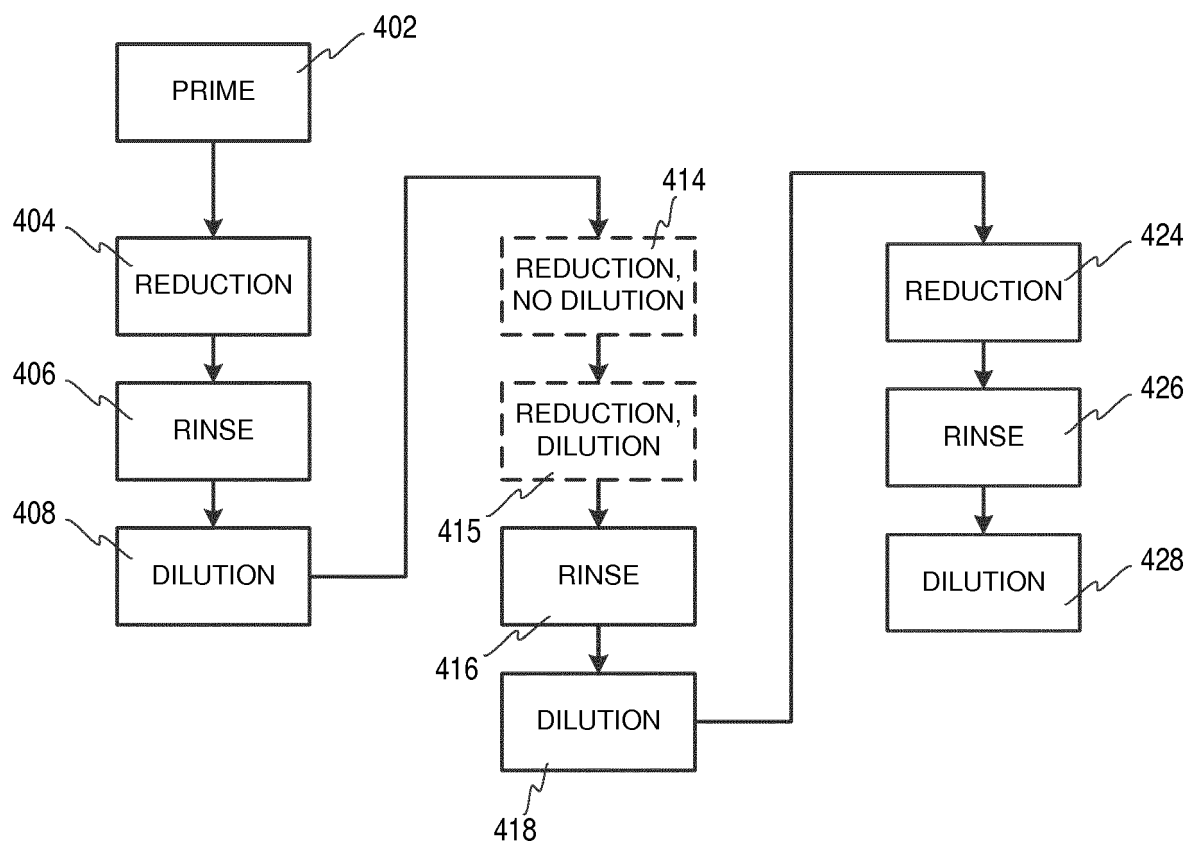 402
PRIME
404
REDUCTION
406
RINSE
408
DILUTION
414
REDUCTION,
NO DILUTION
REDUCTION,
DILUTION
415
RINSE
416
DILUTION
418
424
REDUCTION
426
RINSE
428
DILUTION